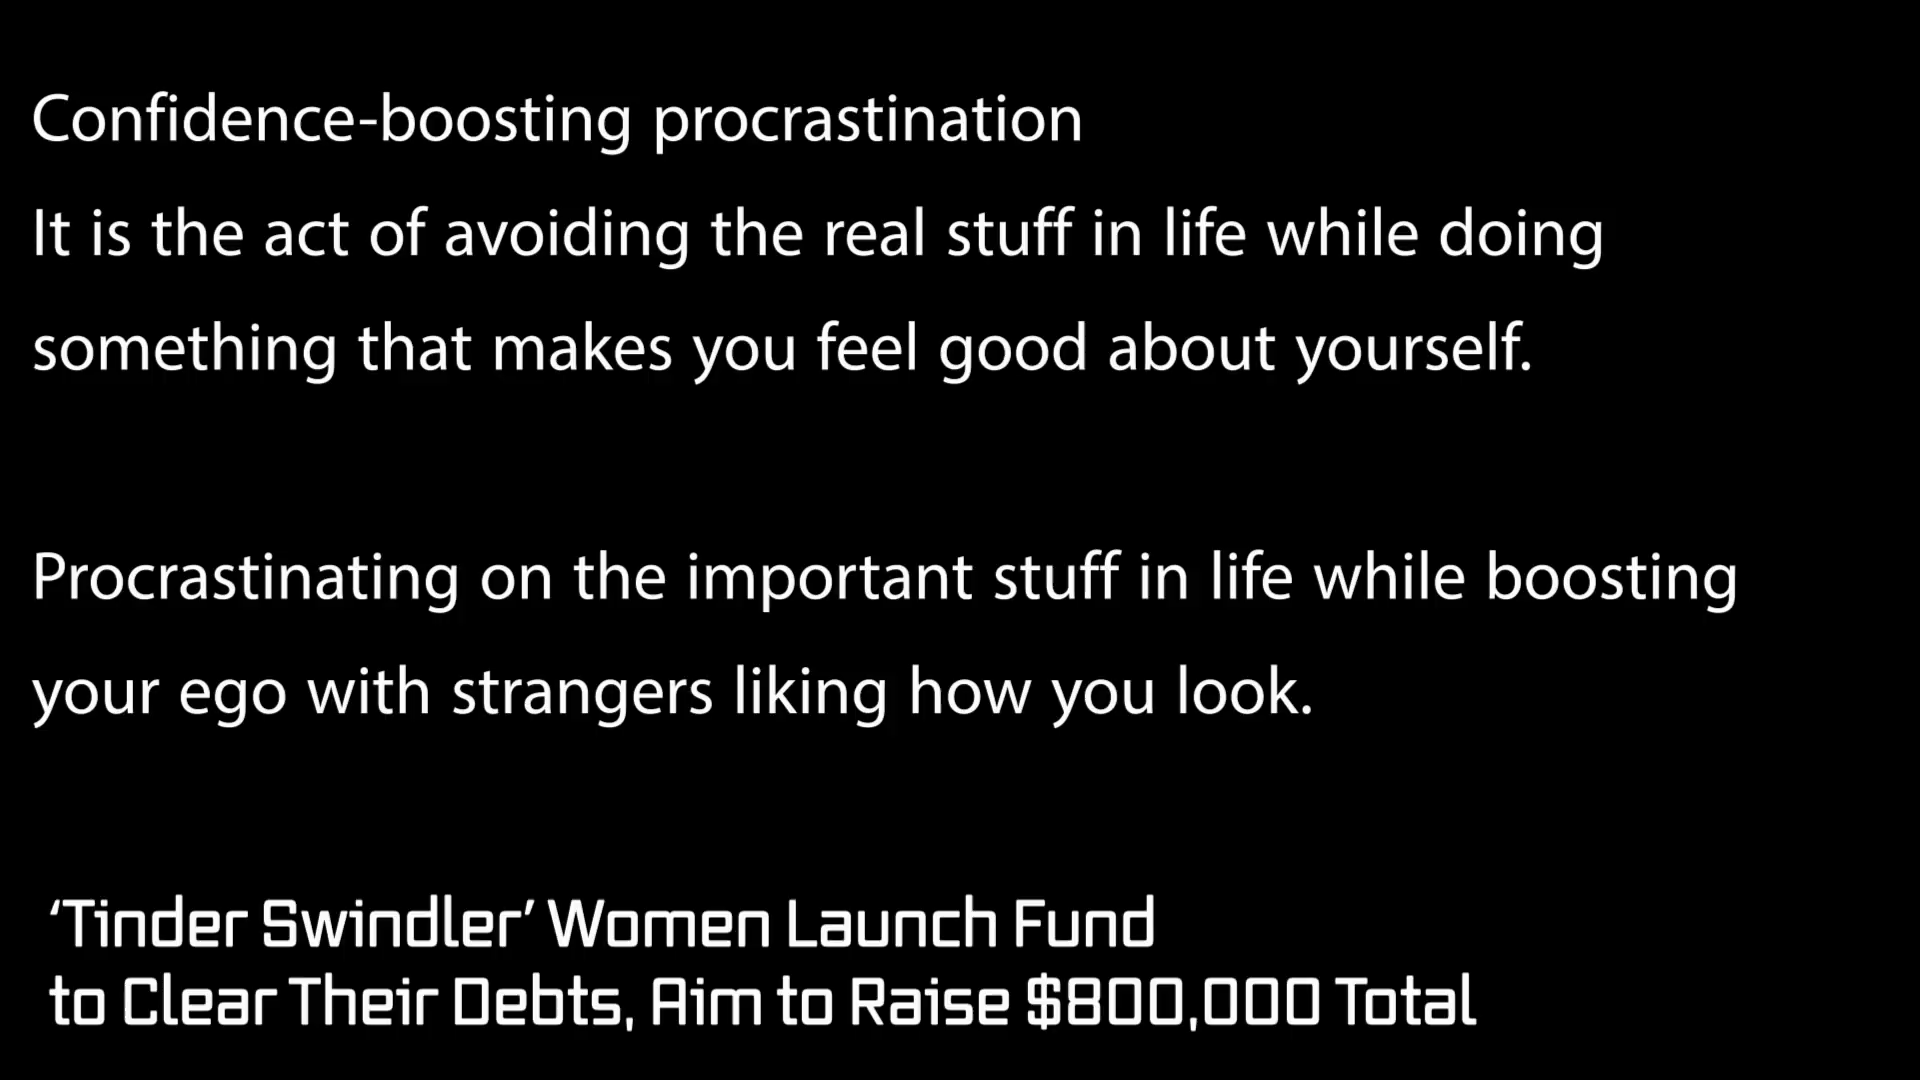 Confidence-boosting procrastination
It is the act of avoiding the real stuff in life while doing
something that makes you feel good about yourself.
Procrastinating on the important stuff in life while boosting
your ego with strangers liking how you look.
‘Tinder Swindler’ Women Launch Fund
to Clear Their Debts, Aim to Raise $800,000 Total